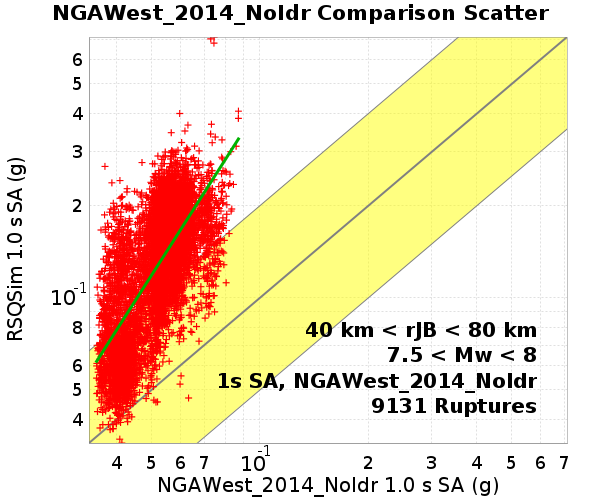 NGAWest_2014_NoIdr Comparison Scatter
RSQSim 1.0 s SA (g)
6
5
4
3
2
10^-1
8
6
5
4
40 km < rJB < 80 km
7.5 < Mw < 8
1s SA, NGAWest_2014_NoIdr
9131 Ruptures
4 5 6 7 10^-1 2 3 4 5 6 7
NGAWest_2014_NoIdr 1.0 s SA (g)